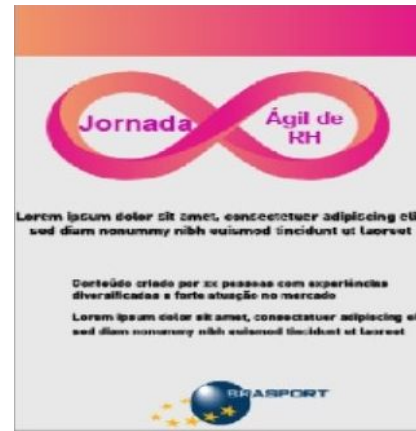 Jornada
Ágil de
RH
Lorem ipsum dolor sit amet, consectetuer adipiscing eli
sed diam nonummy nibh euismod tincidunt ut laoreet
Conteúdo criado por xx pessoas com experiências
diversificadas e forte atuação no mercado
Lorem ipsum dolor sit amet, consectetuer adipiscing el
sed diam nonummy nibh euismod tincidunt ut laoreet
BRASPORT